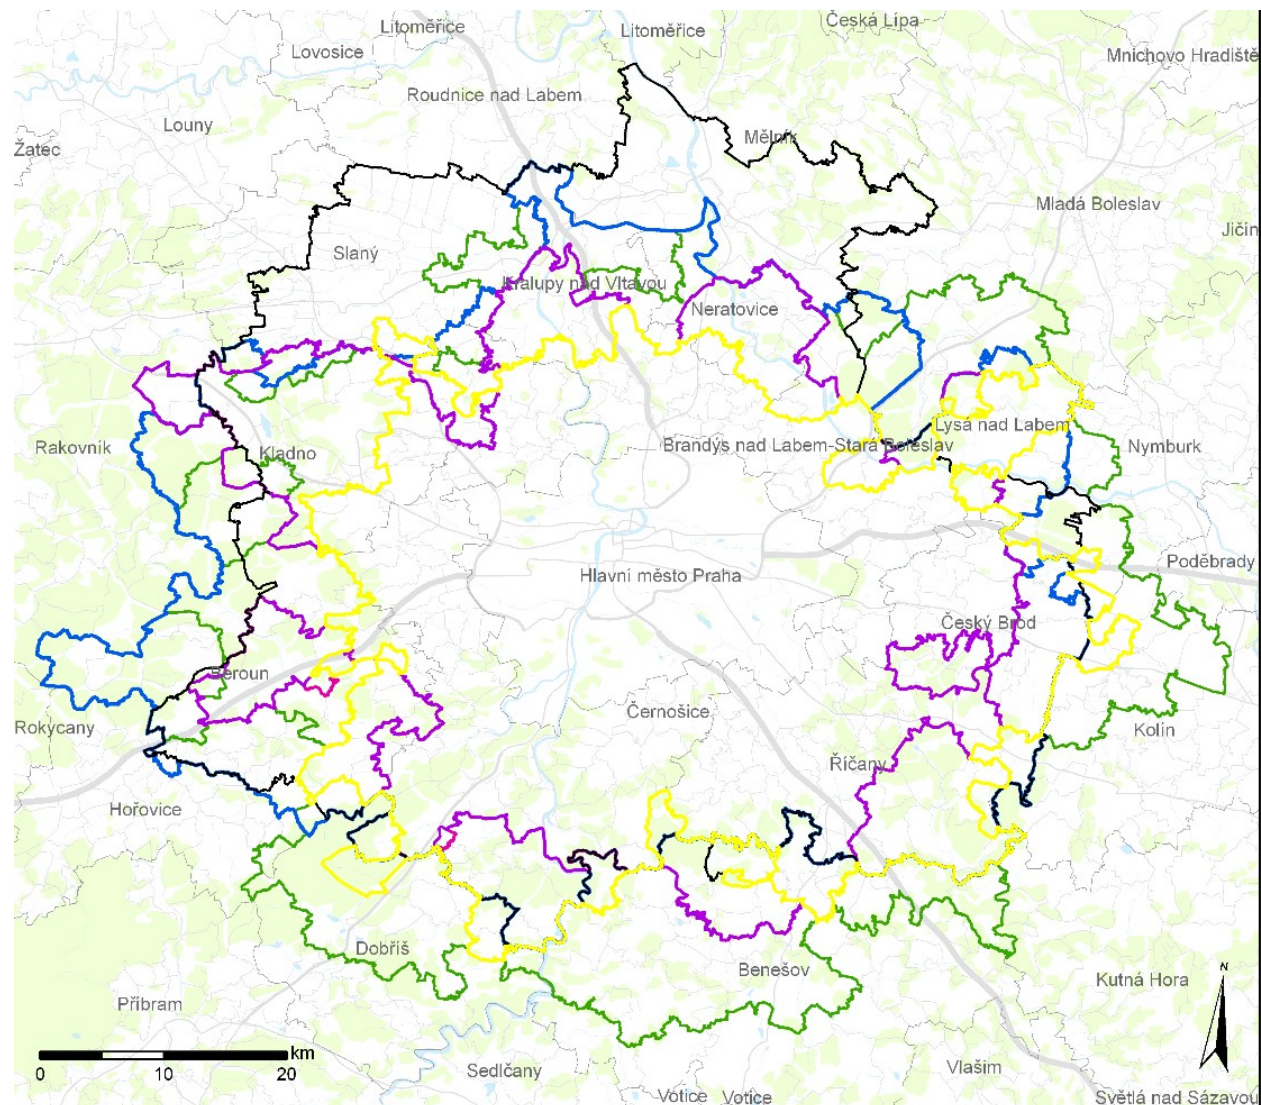 Litoměřice
Litoměřice
Česká Lípa
Lovosice
Mnichovo Hradiště
Roudnice nad Labem
Louny
Mělník
Žatec
Mladá Boleslav
Jičín
Slaný
Kralupy nad Vltavou
Neratovice
Lysá nad Labem
Rakovník
Kladno
Brandýs nad Labem-Stará Boleslav
Nymburk
Hlavní město Praha
Poděbrady
Český Brod
Beroun
Rokycany
Černošice
Kolín
Říčany
Hořovice
Dobříš
Benešov
Kutná Hora
N
Příbram
km
0 10 20
Sedlčany
Vlašim
Votice
Votice
Světlá nad Sázavou